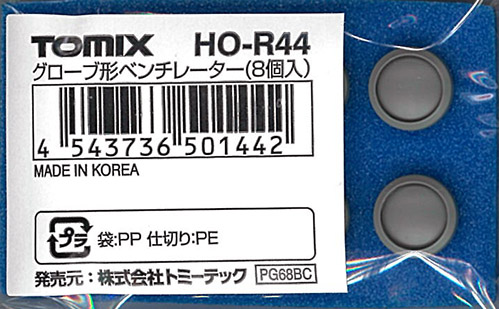 TOMIX HO-R44
グローブ形ベンチレーター(8個入)
4 543736 501442
MADE IN KOREA
プラ 袋:PP 仕切り:PE
発売元:株式会社トミーテック PG68BC